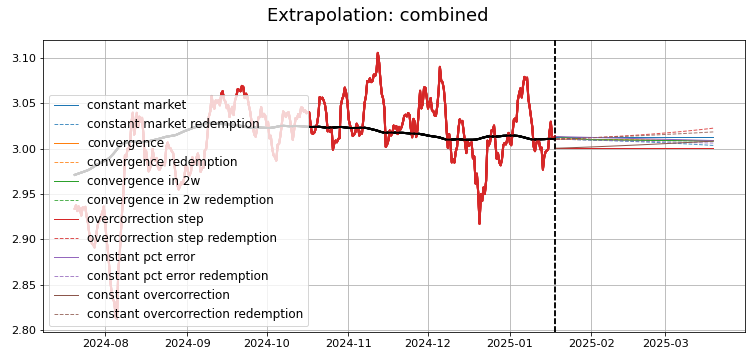 Extrapolation: combined
3.10
3.05
3.00
2.95
2.90
2.85
2.80
constant market
constant market redemption
convergence
convergence redemption
convergence in 2w
convergence in 2w redemption
overcorrection step
overcorrection step redemption
constant pct error
constant pct error redemption
constant overcorrection
constant overcorrection redemption
2024-08 2024-09 2024-10 2024-11 2024-12 2025-01 2025-02 2025-03